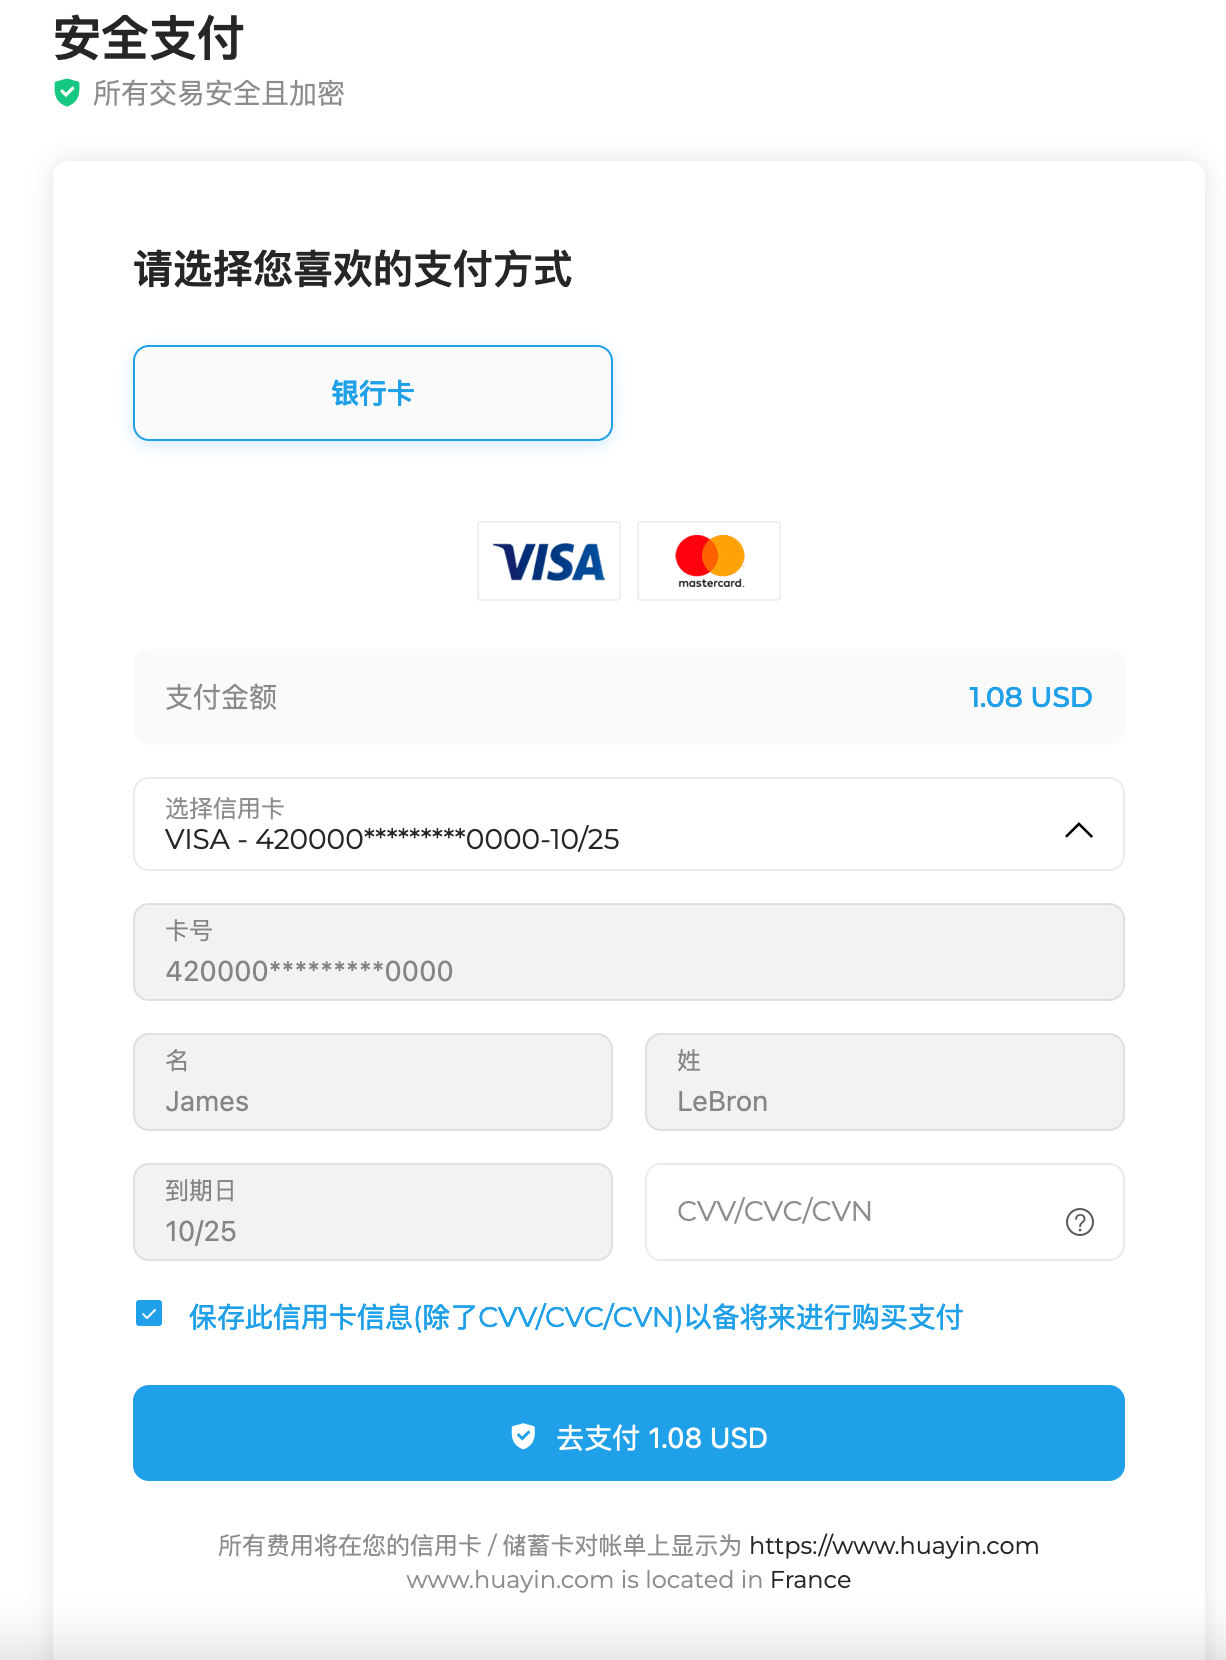 安全支付
所有交易安全且加密
请选择您喜欢的支付方式
银行卡
VISA mastercard.
支付金额 1.08 USD
选择信用卡
VISA - 420000*********0000-10/25
卡号
420000*********0000
名 姓
James LeBron
到期日
10/25 CVV/CVC/CVN ?
保存此信用卡信息(除了CVV/CVC/CVN)以备将来进行购买支付
去支付 1.08 USD
所有费用将在您的信用卡 / 储蓄卡对帐单上显示为 https://www.huayin.com
www.huayin.com is located in France